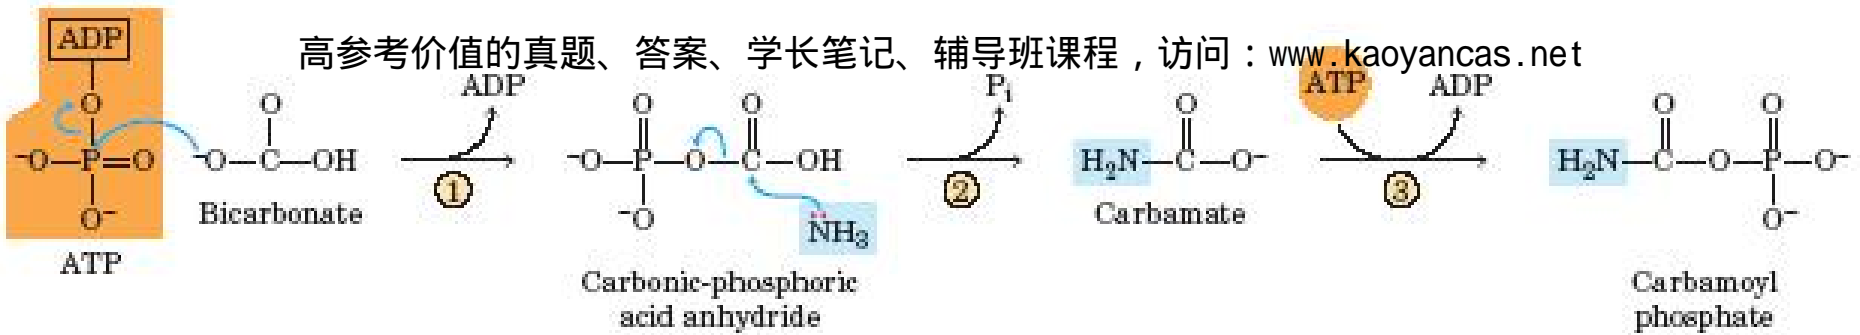 高参考价值的真题、答案、学长笔记、辅导班课程，访问：www.kaoyancas.net
ADP
O
⁻O—P=O
O⁻
ATP
O
⁻O—C—OH
Bicarbonate
ADP
①
O O
⁻O—P—O—C—OH
⁻O
N̈H₃
Carbonic-phosphoric
acid anhydride
Pi
②
O
H₂N—C—O⁻
Carbamate
ATP ADP
③
O O
H₂N—C—O—P—O⁻
O⁻
Carbamoyl
phosphate